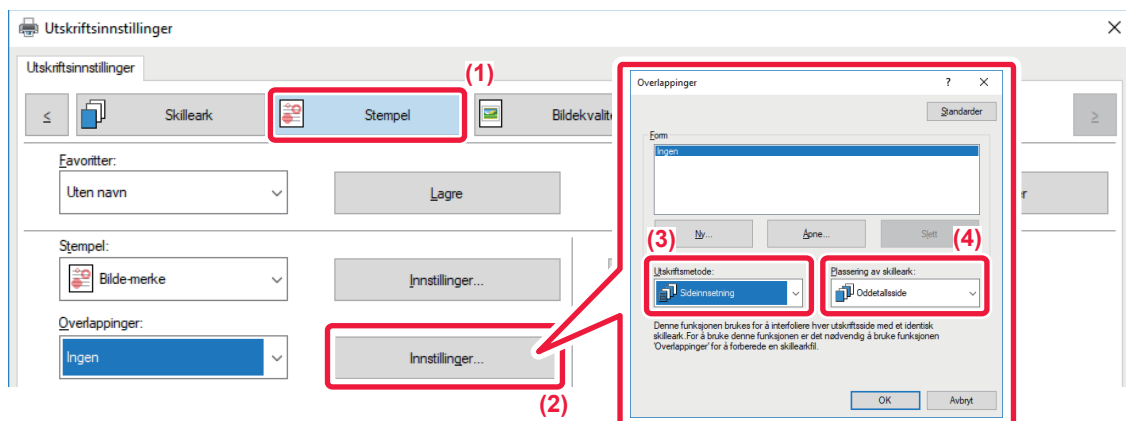 Utskriftsinnstillinger
Utskriftsinnstillinger
(1)
<
Skilleark
Stempel
Bildekvalite
>
Favoritter:
Uten navn
Lagre
r
Stempel:
Bilde-merke
Innstillinger...
Overlappinger:
Ingen
Innstillinger...
(2)
Overlappinger
?
Standarder
Form
Ingen
Ny...
Åpne...
Slett
(3)
(4)
Utskriftsmetode:
Plassering av skilleark:
Sideinnsetning
Oddetallsside
Denne funksjonen brukes for å interfoliere hver utskriftsside med et identisk
skilleark.For å bruke denne funksjonen er det nødvendig å bruke funksjonen
'Overlappinger' for å forberede en skillearkfil.
OK
Avbryt